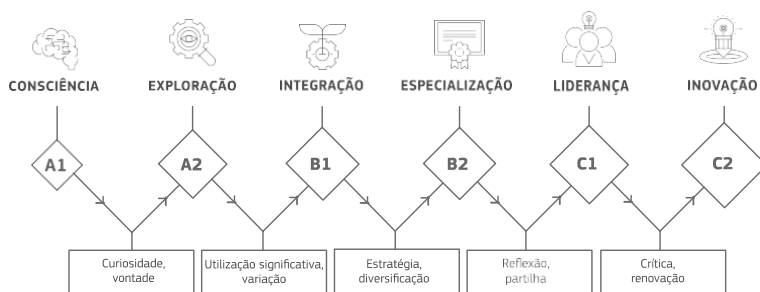 CONSCIÊNCIA EXPLORAÇÃO INTEGRAÇÃO ESPECIALIZAÇÃO LIDERANÇA INOVAÇÃO
A1 A2 B1 B2 C1 C2
Curiosidade,
vontade
Utilização significativa,
variação
Estratégia,
diversificação
Reflexão,
partilha
Crítica,
renovação